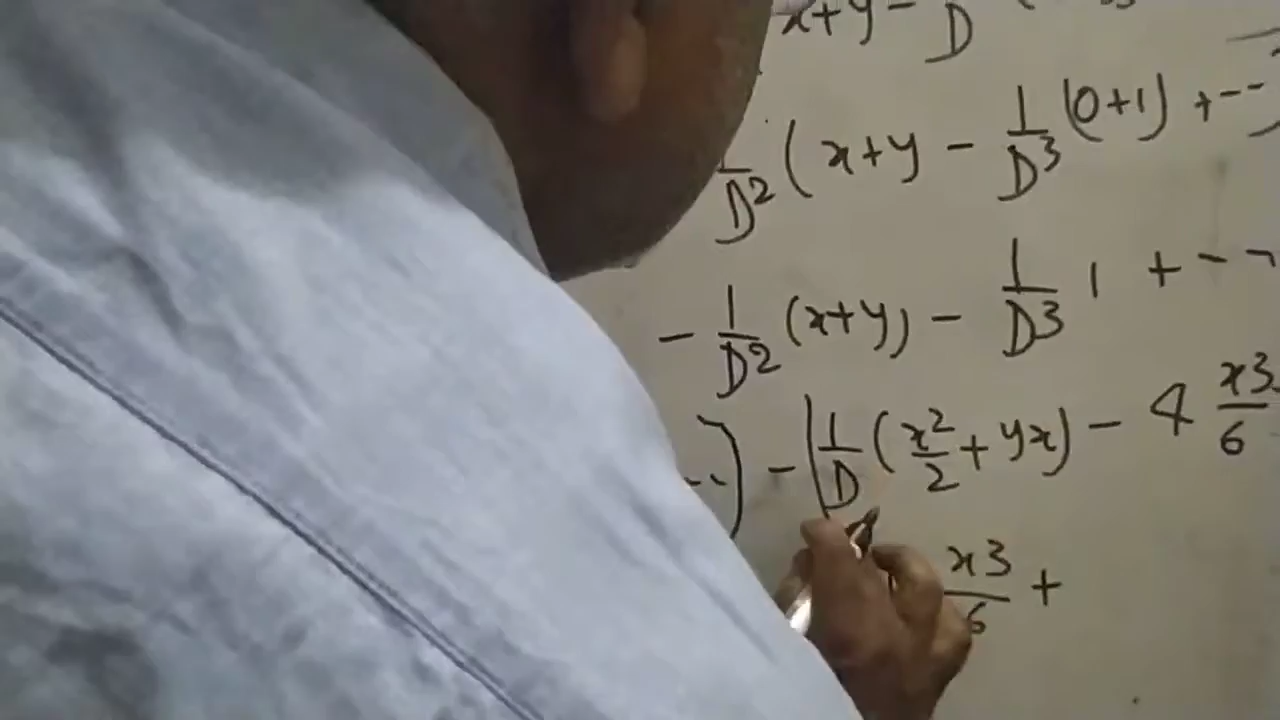 x+y - 1/D (
1/D² ( x+y - 1/D³ (0+1) + --
- 1/D² (x+y) - 1/D³ 1 + --
..) - ( 1/D ( x²/2 + yx ) - 4 x3/6
x3/6 +